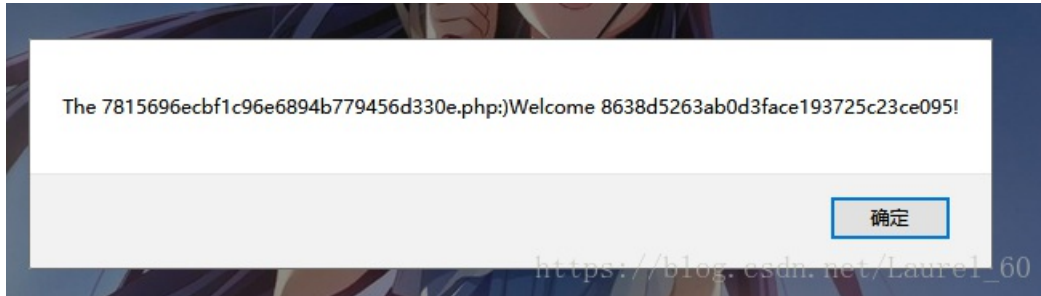 The 7815696ecbf1c96e6894b779456d330e.php:)Welcome 8638d5263ab0d3face193725c23ce095!
确定
https://blog.csdn.net/Laurel_60